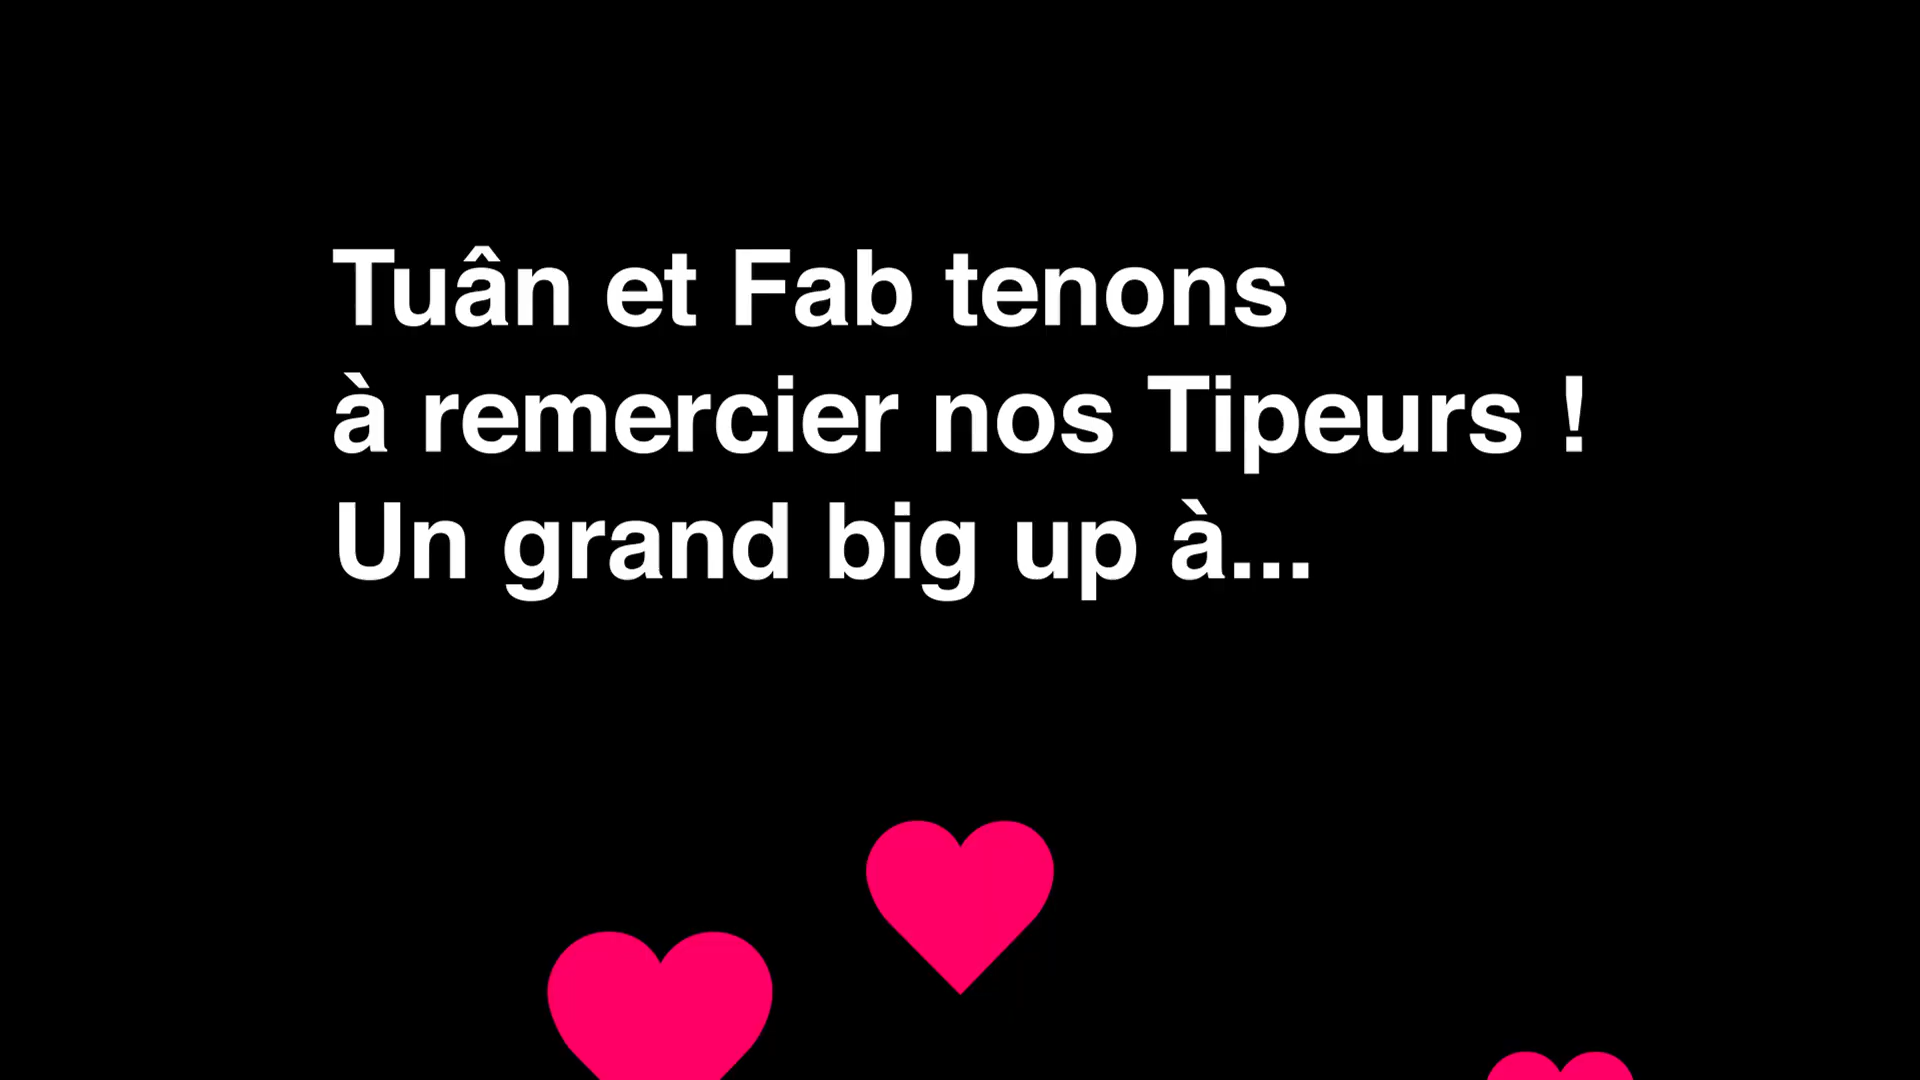 Tuân et Fab tenons
à remercier nos Tipeurs !
Un grand big up à...